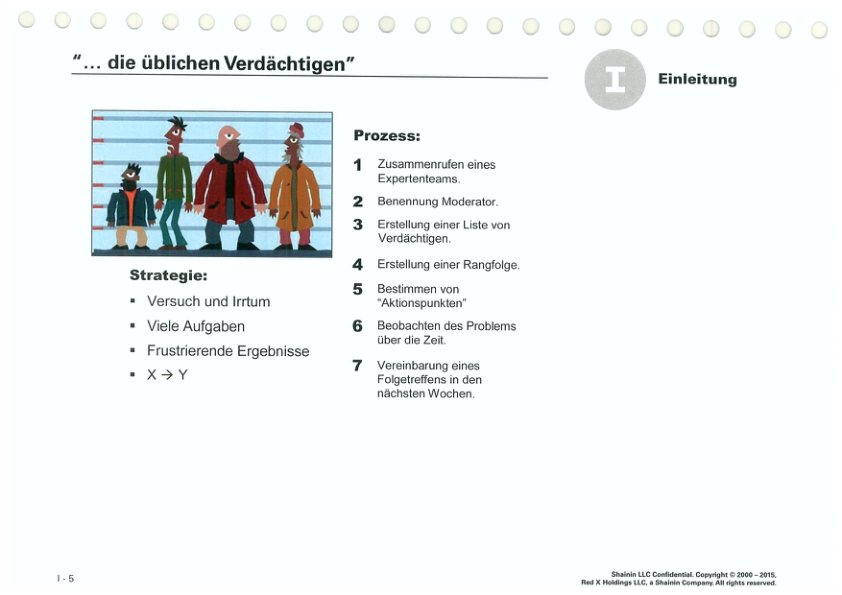 "... die üblichen Verdächtigen"
I
Einleitung
Prozess:
1 Zusammenrufen eines
Expertenteams.
2 Benennung Moderator.
3 Erstellung einer Liste von
Verdächtigen.
4 Erstellung einer Rangfolge.
5 Bestimmen von
"Aktionspunkten"
6 Beobachten des Problems
über die Zeit.
7 Vereinbarung eines
Folgetreffens in den
nächsten Wochen.
Strategie:
▪ Versuch und Irrtum
▪ Viele Aufgaben
▪ Frustrierende Ergebnisse
▪ X → Y
I - 5
Shainin LLC Confidential. Copyright © 2000 – 2015,
Red X Holdings LLC, a Shainin Company. All rights reserved.